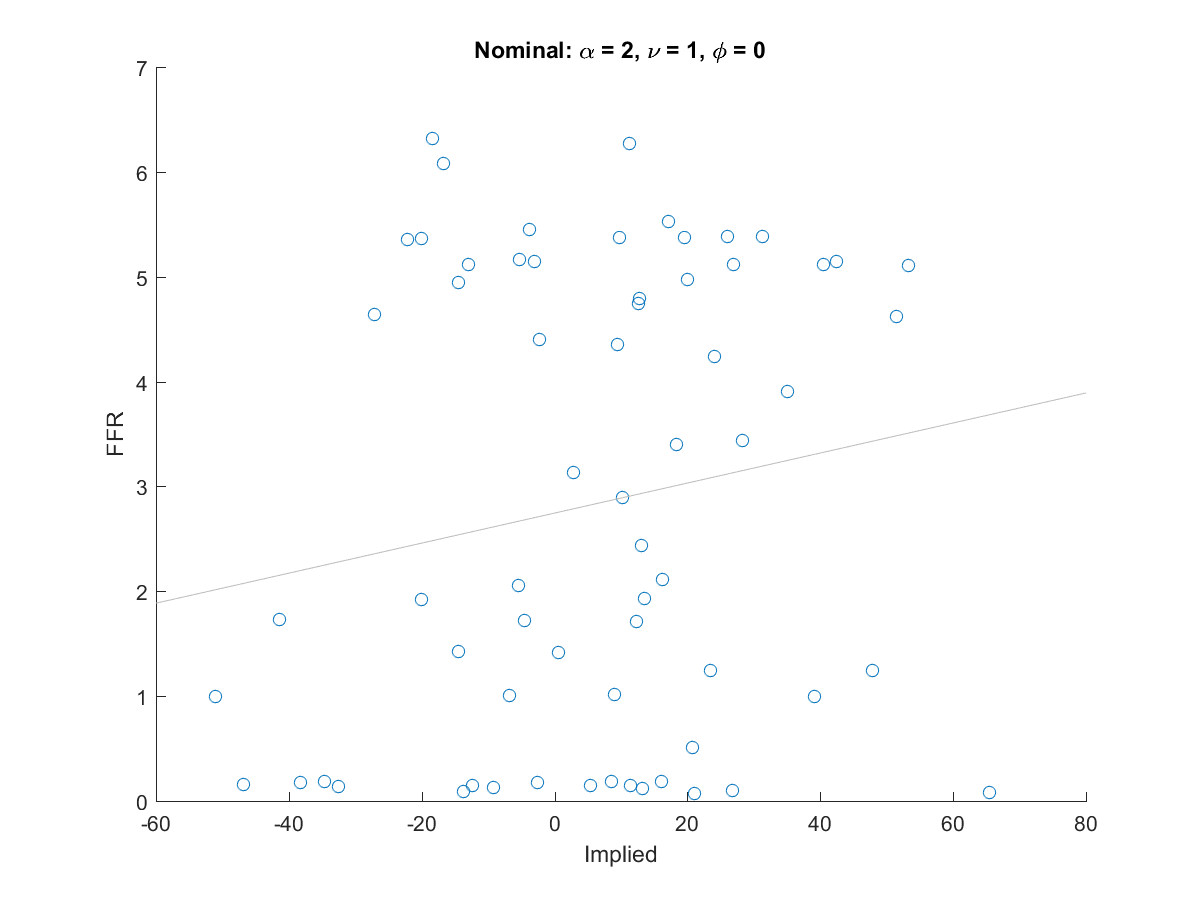 Nominal: α = 2, ν = 1, ϕ = 0
7
6
5
4
3
2
1
0
FFR
-60 -40 -20 0 20 40 60 80
Implied